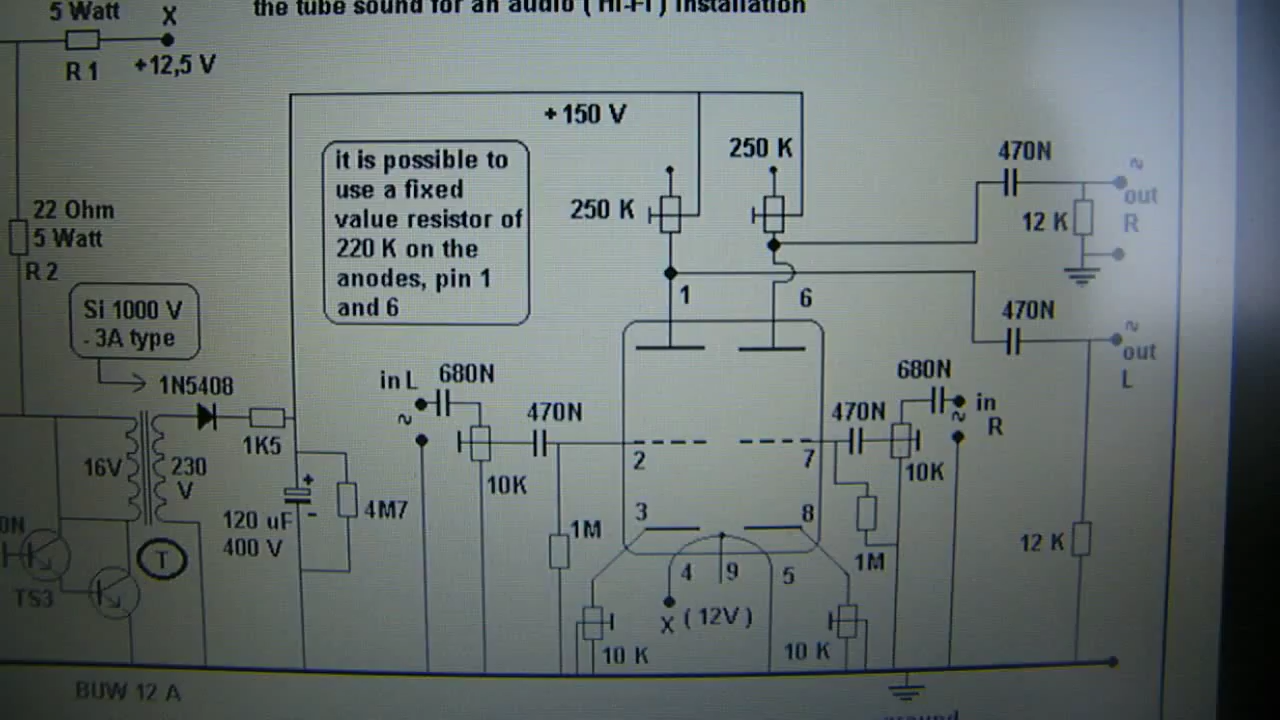 5 Watt
X
the tube sound for an audio ( HI-FI ) installation
R 1
+12,5 V
+ 150 V
250 K
250 K
it is possible to
use a fixed
value resistor of
220 K on the
anodes, pin 1
and 6
470N
~
out
R
12 K
22 Ohm
5 Watt
R 2
Si 1000 V
- 3A type
1
6
470N
~
out
L
1N5408
in L
~
680N
470N
680N
470N
~
in
R
1K5
16V
230
V
2
7
10K
10K
+
-
120 uF
400 V
4M7
3
8
1M
1M
12 K
T
TS3
4
9
5
X
( 12V )
10 K
10 K
BUW 12 A
ground